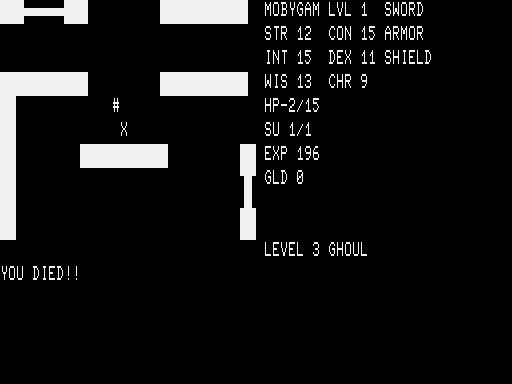 MOBYGAM LVL 1 SWORD
STR 12 CON 15 ARMOR
INT 15 DEX 11 SHIELD
WIS 13 CHR 9
#
HP-2/15
X
SU 1/1
EXP 196
GLD 0
LEVEL 3 GHOUL
YOU DIED!!